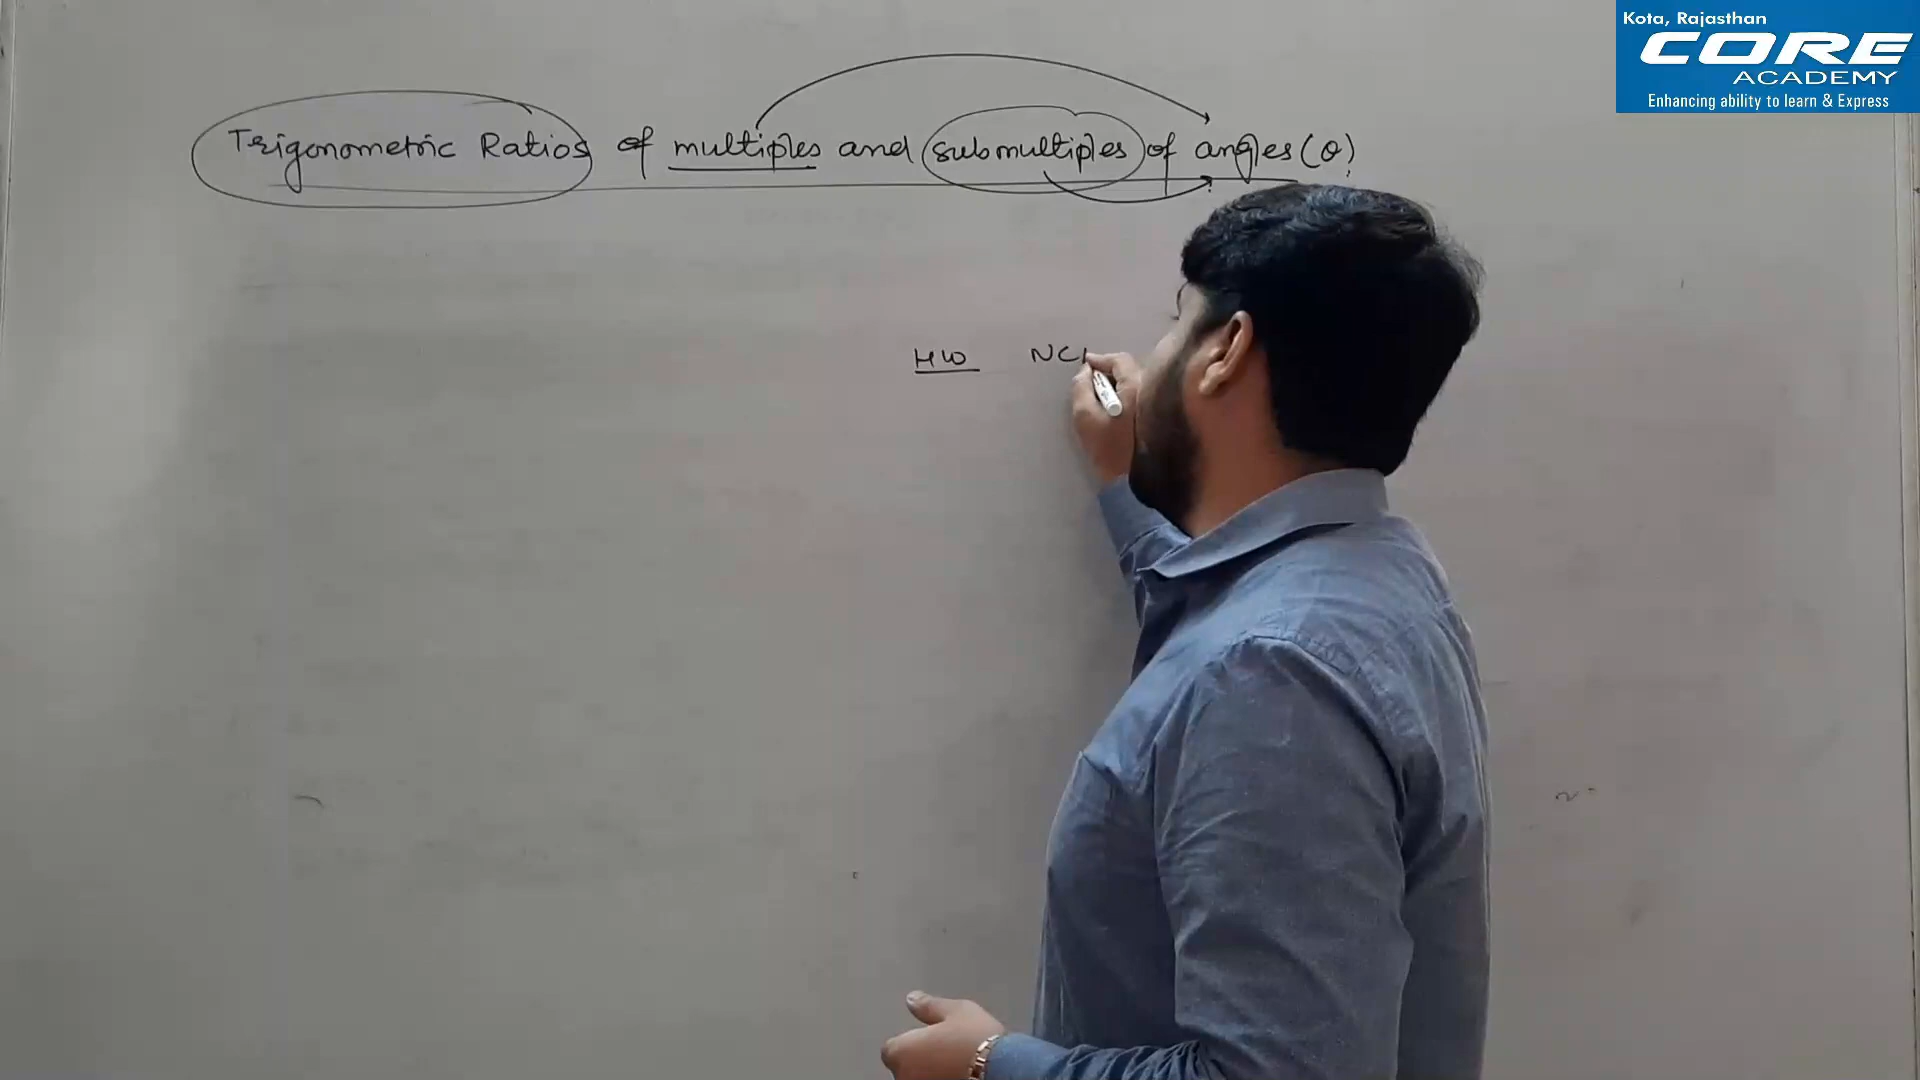 Kota, Rajasthan
CORE
ACADEMY
Enhancing ability to learn & Express
Trigonometric Ratios of multiples and submultiples of angles (θ)
HW NC